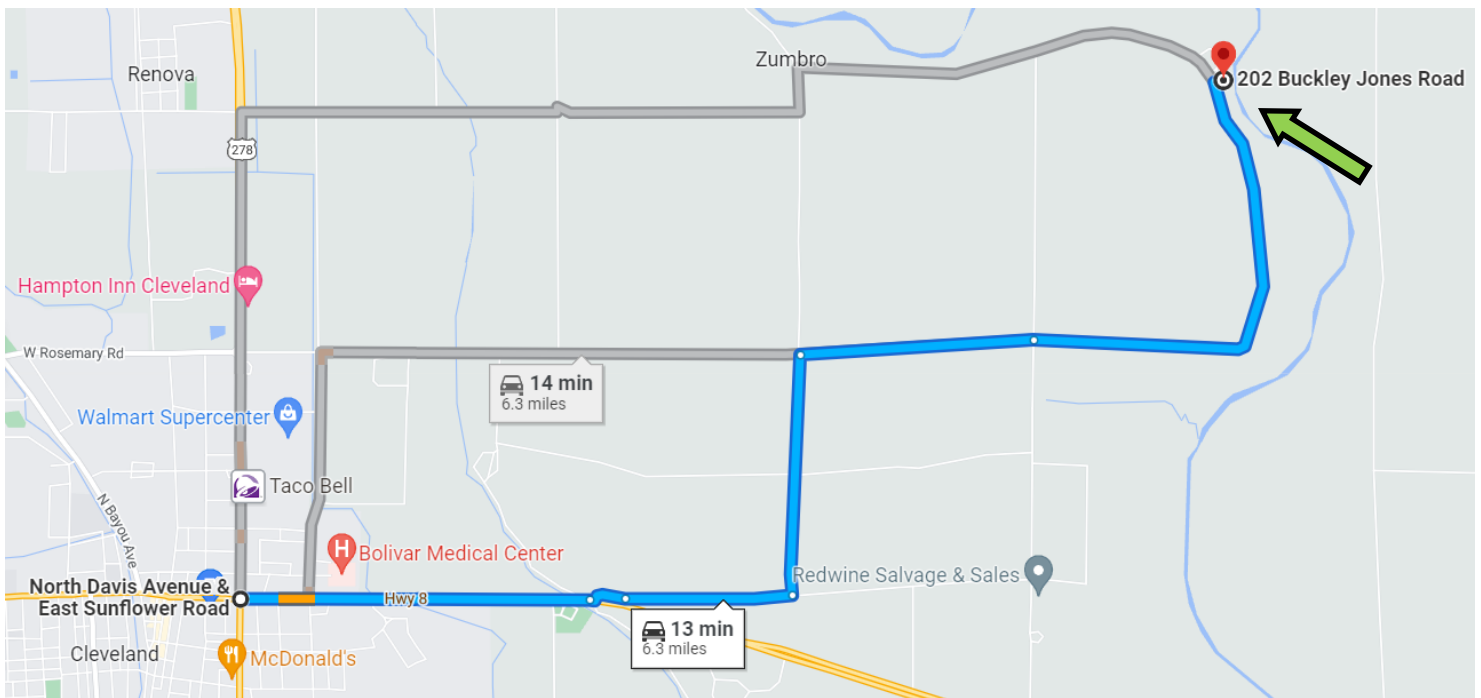 Renova
Zumbro
202 Buckley Jones Road
278
Hampton Inn Cleveland
W Rosemary Rd
14 min
6.3 miles
Walmart Supercenter
Taco Bell
N Bayou Ave
H
Bolivar Medical Center
Redwine Salvage & Sales
North Davis Avenue &
East Sunflower Road
Hwy 8
13 min
6.3 miles
Cleveland
McDonald's